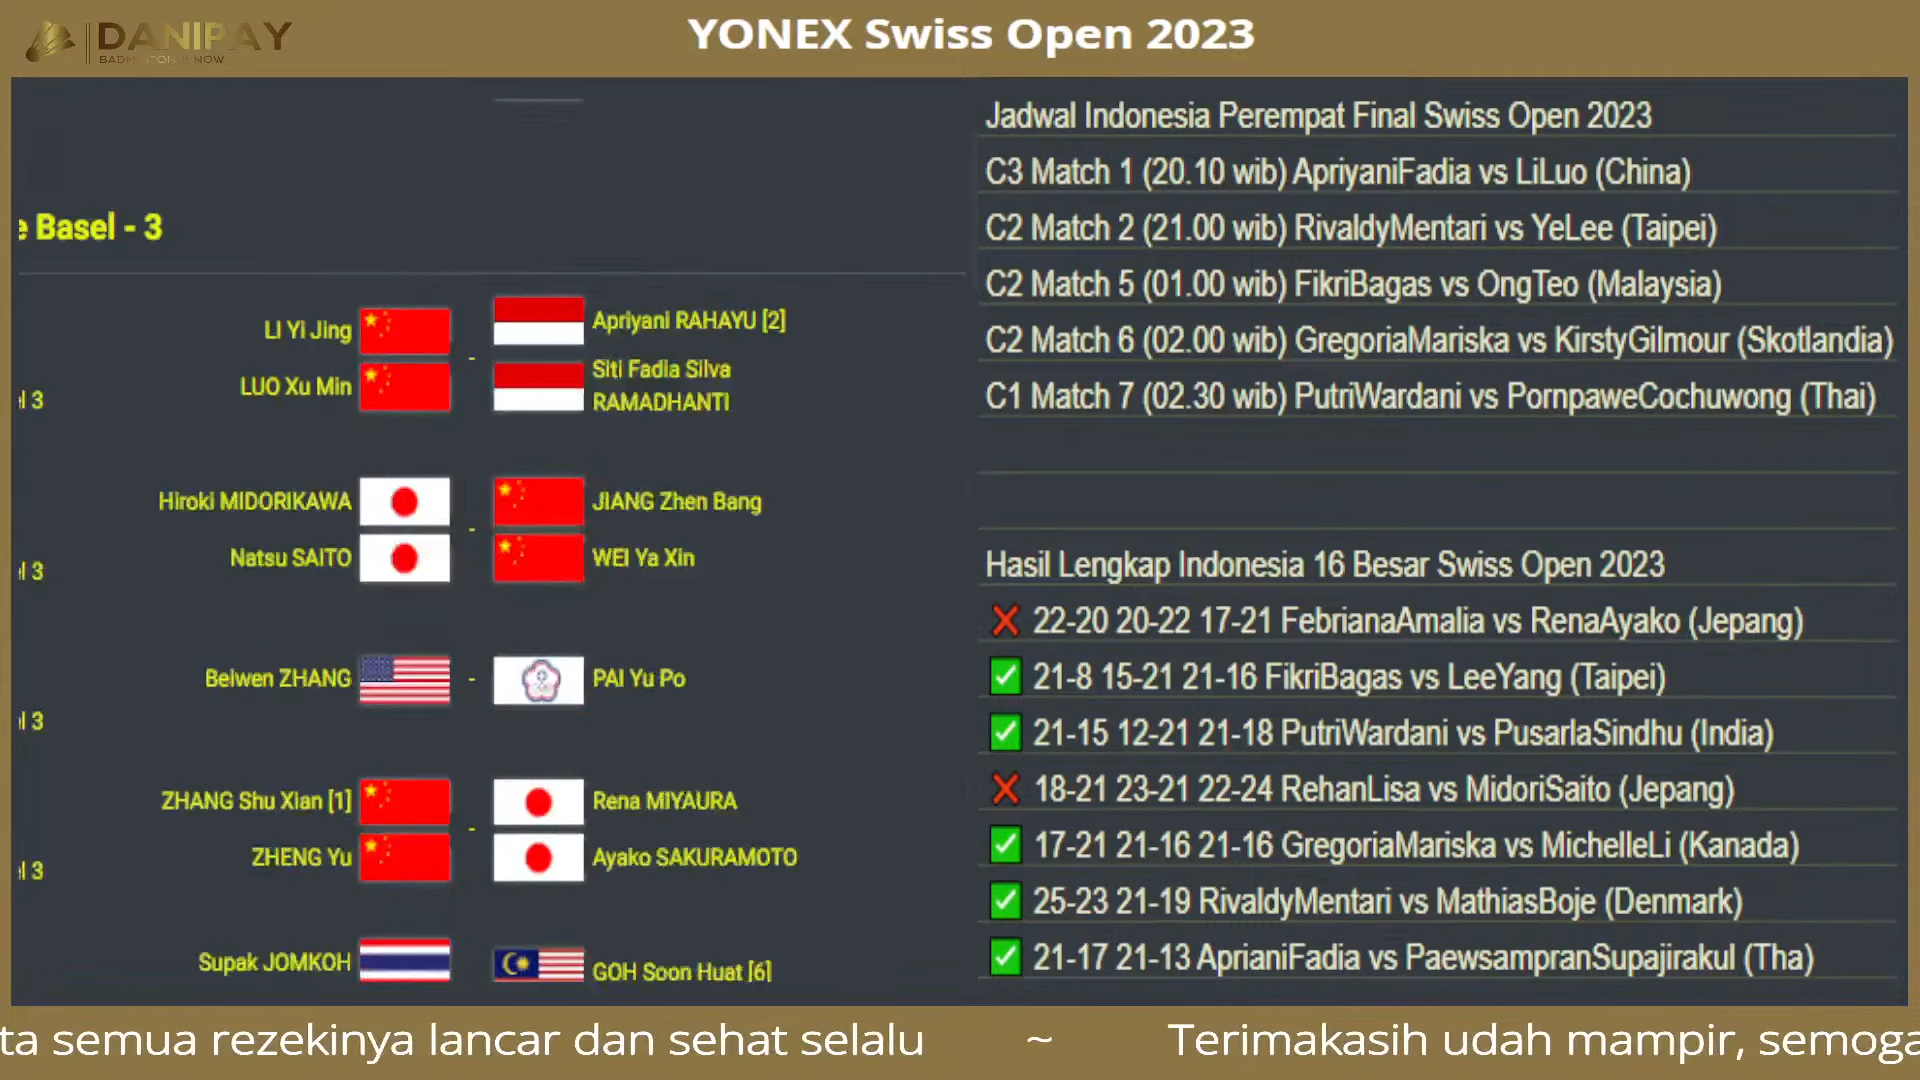 DANIPAY
BADMINTON NOW
YONEX Swiss Open 2023
e Basel - 3
LI Yi Jing
Apriyani RAHAYU [2]
LUO Xu Min
Siti Fadia Silva
RAMADHANTI
l 3
Hiroki MIDORIKAWA
JIANG Zhen Bang
Natsu SAITO
WEI Ya Xin
l 3
-
Beiwen ZHANG
PAI Yu Po
l 3
ZHANG Shu Xian [1]
Rena MIYAURA
ZHENG Yu
Ayako SAKURAMOTO
l 3
Supak JOMKOH
GOH Soon Huat [6]
Jadwal Indonesia Perempat Final Swiss Open 2023
C3 Match 1 (20.10 wib) ApriyaniFadia vs LiLuo (China)
C2 Match 2 (21.00 wib) RivaldyMentari vs YeLee (Taipei)
C2 Match 5 (01.00 wib) FikriBagas vs OngTeo (Malaysia)
C2 Match 6 (02.00 wib) GregoriaMariska vs KirstyGilmour (Skotlandia)
C1 Match 7 (02.30 wib) PutriWardani vs PornpaweCochuwong (Thai)
Hasil Lengkap Indonesia 16 Besar Swiss Open 2023
❌ 22-20 20-22 17-21 FebrianaAmalia vs RenaAyako (Jepang)
✅ 21-8 15-21 21-16 FikriBagas vs LeeYang (Taipei)
✅ 21-15 12-21 21-18 PutriWardani vs PusarlaSindhu (India)
❌ 18-21 23-21 22-24 RehanLisa vs MidoriSaito (Jepang)
✅ 17-21 21-16 21-16 GregoriaMariska vs MichelleLi (Kanada)
✅ 25-23 21-19 RivaldyMentari vs MathiasBoje (Denmark)
✅ 21-17 21-13 AprianiFadia vs PaewsampranSupajirakul (Tha)
ta semua rezekinya lancar dan sehat selalu ~ Terimakasih udah mampir, semoga